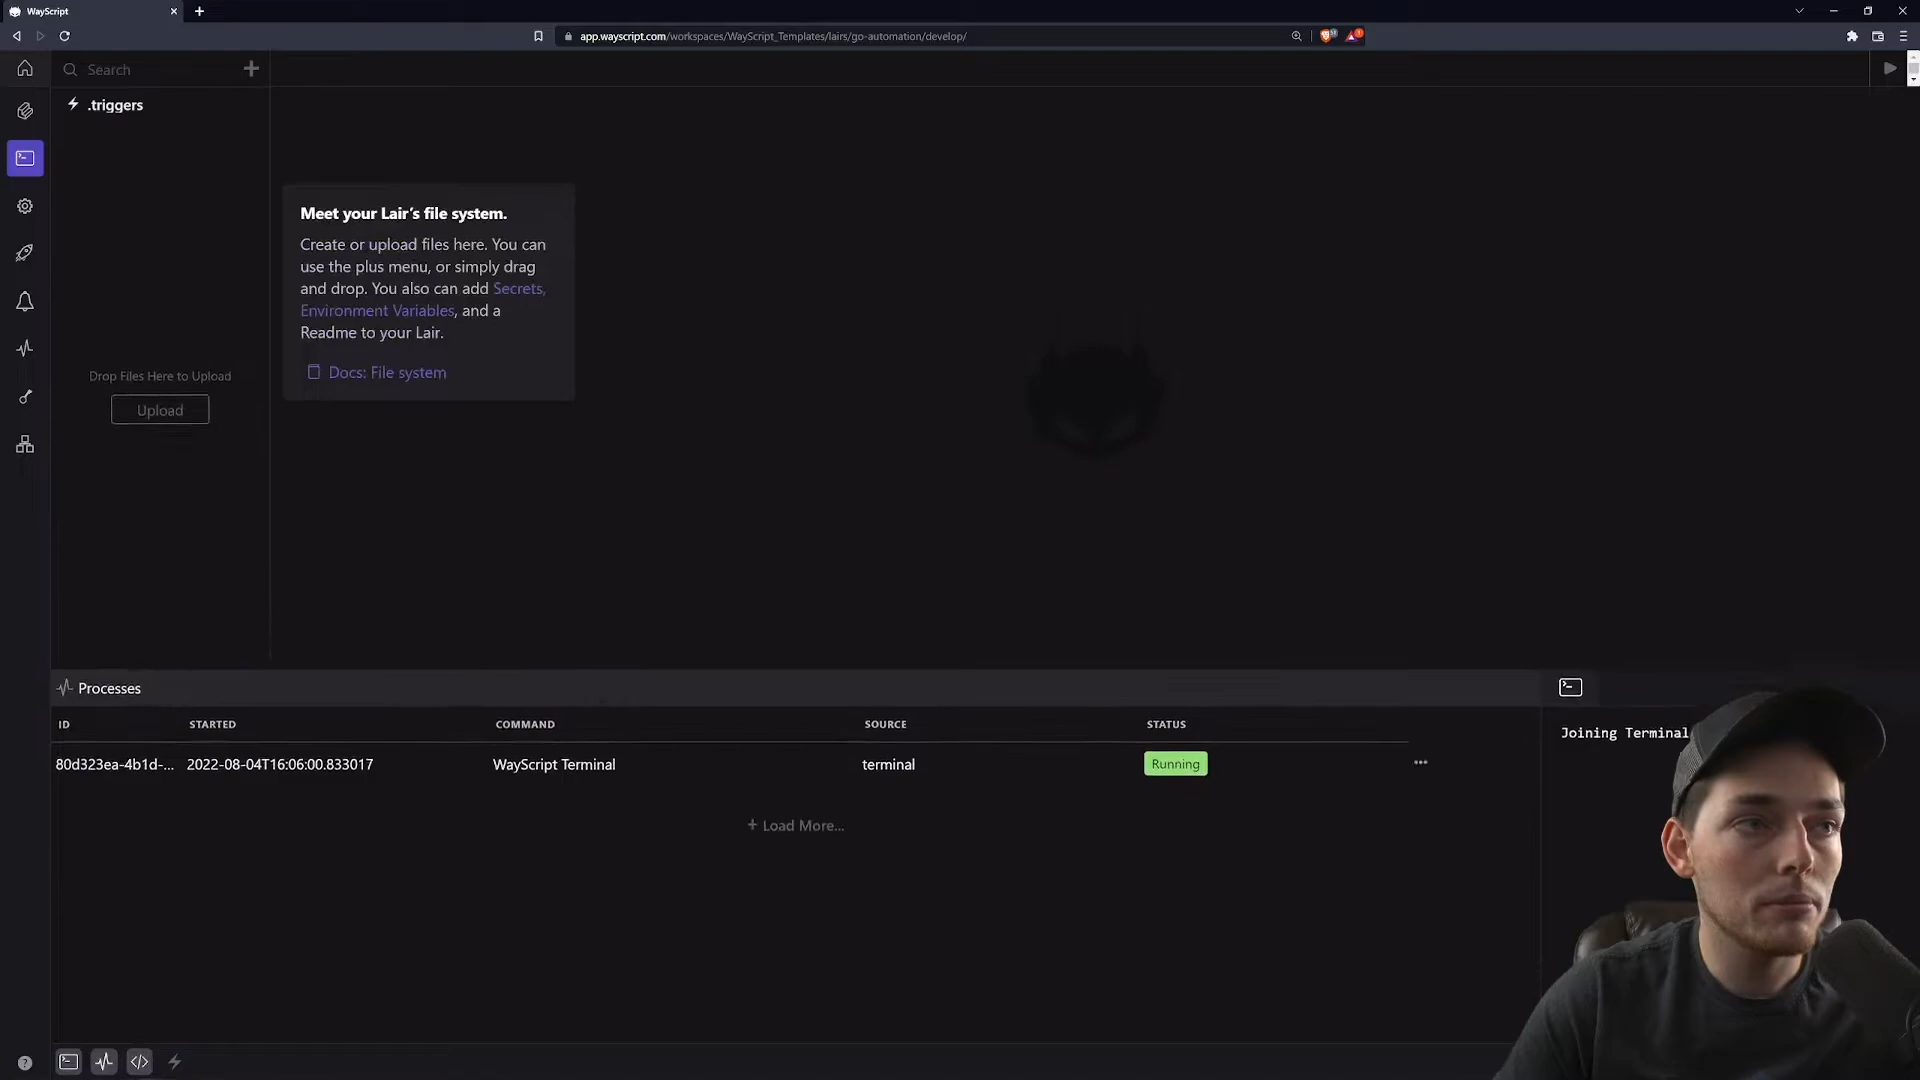 WayScript
app.wayscript.com/workspaces/WayScript_Templates/lairs/go-automation/develop/
Search
.triggers
Meet your Lair's file system.
Create or upload files here. You can
use the plus menu, or simply drag
and drop. You also can add Secrets,
Environment Variables, and a
Readme to your Lair.
Docs: File system
Drop Files Here to Upload
Upload
Processes
ID STARTED COMMAND SOURCE STATUS
80d323ea-4b1d-... 2022-08-04T16:06:00.833017 WayScript Terminal terminal Running
+ Load More...
Joining Terminal